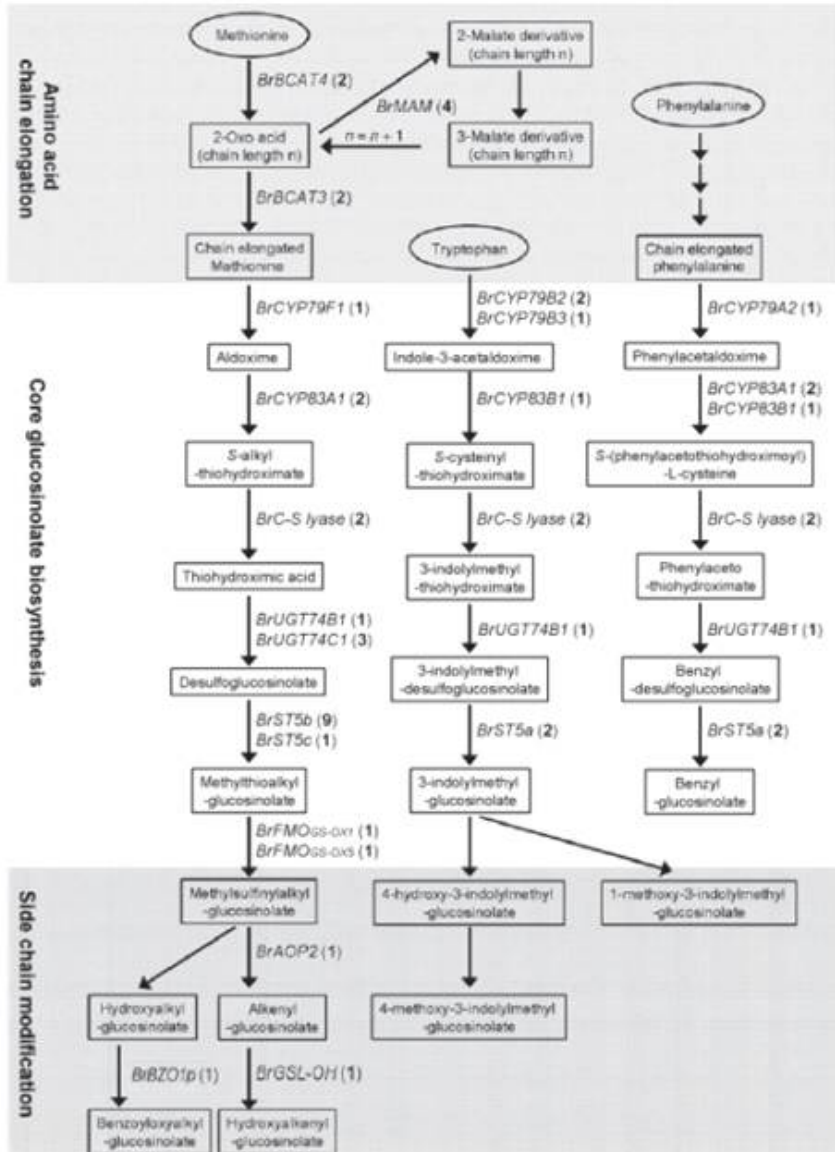 Amino acid
chain elongation
Methionine
BrBCAT4 (2)
2-Oxo acid
(chain length n)
BrMAM (4)
2-Malate derivative
(chain length n)
3-Malate derivative
(chain length n)
n = n + 1
BrBCAT3 (2)
Chain elongated
Methionine
Tryptophan
Phenylalanine
Chain elongated
phenylalanine
Core glucosinolate biosynthesis
BrCYP79F1 (1)
Aldoxime
BrCYP83A1 (2)
S-alkyl
-thiohydroximate
BrC-S lyase (2)
Thiohydroximic acid
BrUGT74B1 (1)
BrUGT74C1 (3)
Desulfoglucosinolate
BrST5b (9)
BrST5c (1)
Methylthioalkyl
-glucosinolate
BrFMOGS-OX1 (1)
BrFMOGS-OX5 (1)
BrCYP79B2 (2)
BrCYP79B3 (1)
Indole-3-acetaldoxime
BrCYP83B1 (1)
S-cysteinyl
-thiohydroximate
BrC-S lyase (2)
3-indolylmethyl
-thiohydroximate
BrUGT74B1 (1)
3-indolylmethyl
-desulfoglucosinolate
BrST5a (2)
3-indolylmethyl
-glucosinolate
BrCYP79A2 (1)
Phenylacetaldoxime
BrCYP83A1 (2)
BrCYP83B1 (1)
S-(phenylacetothiohydroximoyl)
-L-cysteine
BrC-S lyase (2)
Phenylaceto
-thiohydroximate
BrUGT74B1 (1)
Benzyl
-desulfoglucosinolate
BrST5a (2)
Benzyl
-glucosinolate
Side chain modification
Methylsulfinylalkyl
-glucosinolate
BrAOP2 (1)
Hydroxyalkyl
-glucosinolate
Alkenyl
-glucosinolate
BrBZO1p (1)
BrGSL-OH (1)
Benzoyloxyalkyl
-glucosinolate
Hydroxyalkenyl
-glucosinolate
4-hydroxy-3-indolylmethyl
-glucosinolate
4-methoxy-3-indolylmethyl
-glucosinolate
1-methoxy-3-indolylmethyl
-glucosinolate